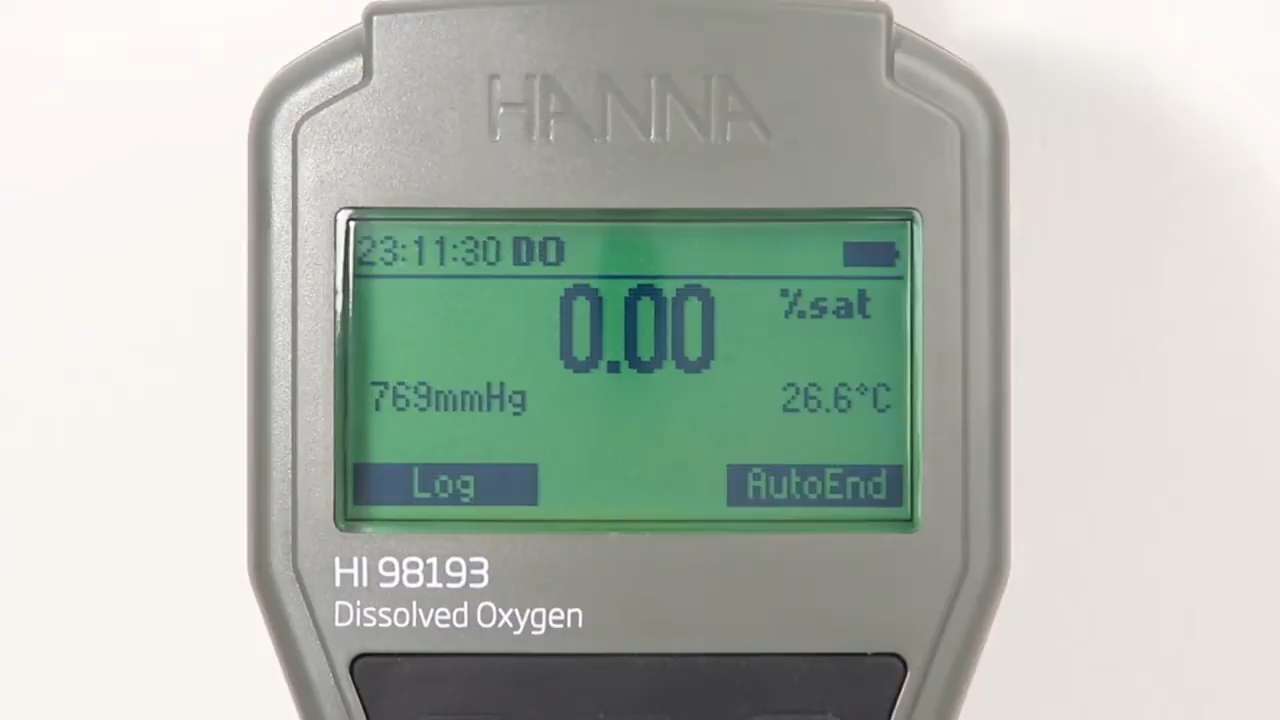 HANNA
23:11:30 DO
0.00 %sat
769mmHg 26.6°C
Log AutoEnd
HI 98193
Dissolved Oxygen